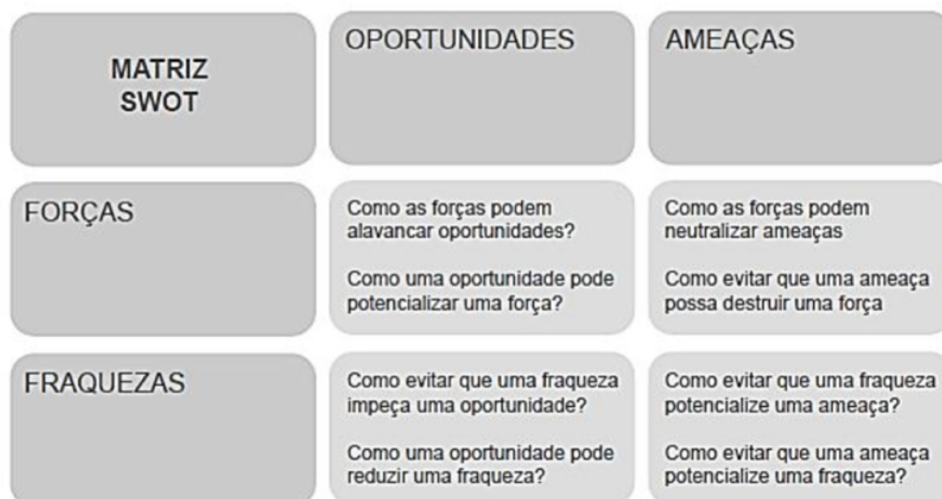 MATRIZ
SWOT
OPORTUNIDADES
AMEAÇAS
FORÇAS
Como as forças podem
alavancar oportunidades?
Como uma oportunidade pode
potencializar uma força?
Como as forças podem
neutralizar ameaças
Como evitar que uma ameaça
possa destruir uma força
FRAQUEZAS
Como evitar que uma fraqueza
impeça uma oportunidade?
Como uma oportunidade pode
reduzir uma fraqueza?
Como evitar que uma fraqueza
potencialize uma ameaça?
Como evitar que uma ameaça
potencialize uma fraqueza?